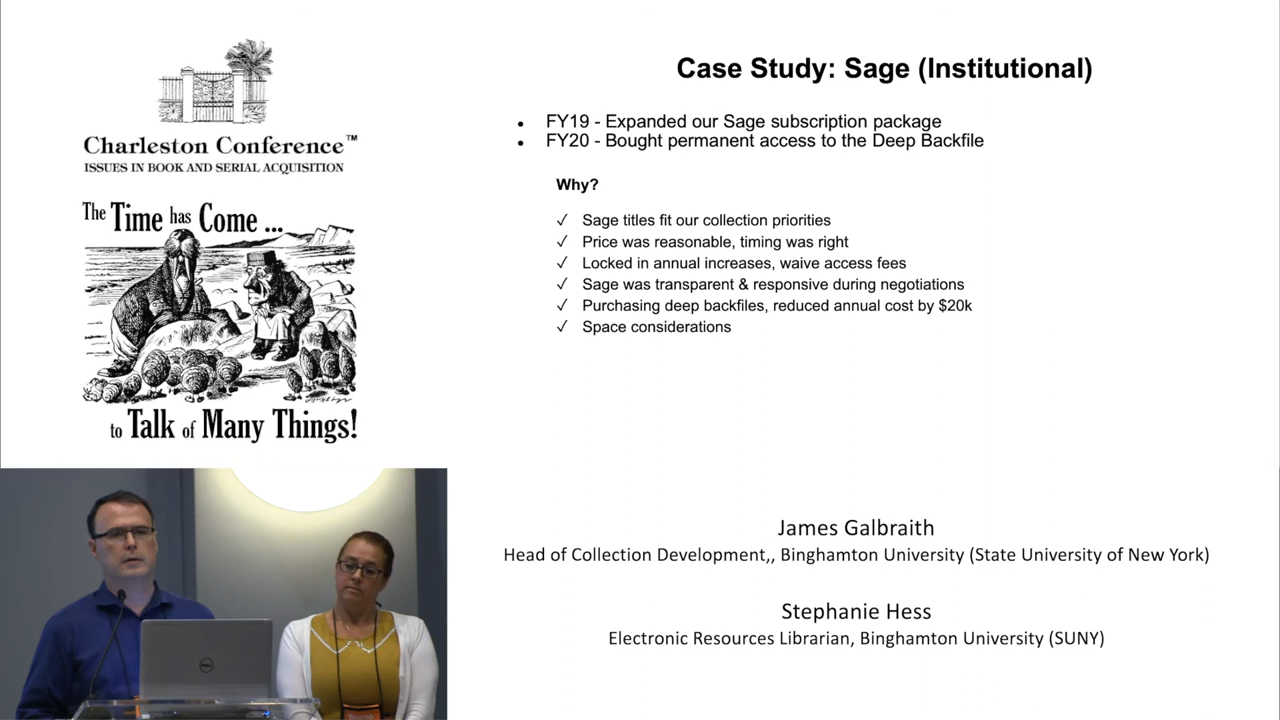 Charleston Conference™
ISSUES IN BOOK AND SERIAL ACQUISITION
The Time has Come ...
to Talk of Many Things!
Case Study: Sage (Institutional)
• FY19 - Expanded our Sage subscription package
• FY20 - Bought permanent access to the Deep Backfile
Why?
✓ Sage titles fit our collection priorities
✓ Price was reasonable, timing was right
✓ Locked in annual increases, waive access fees
✓ Sage was transparent & responsive during negotiations
✓ Purchasing deep backfiles, reduced annual cost by $20k
✓ Space considerations
James Galbraith
Head of Collection Development,, Binghamton University (State University of New York)
Stephanie Hess
Electronic Resources Librarian, Binghamton University (SUNY)
DELL